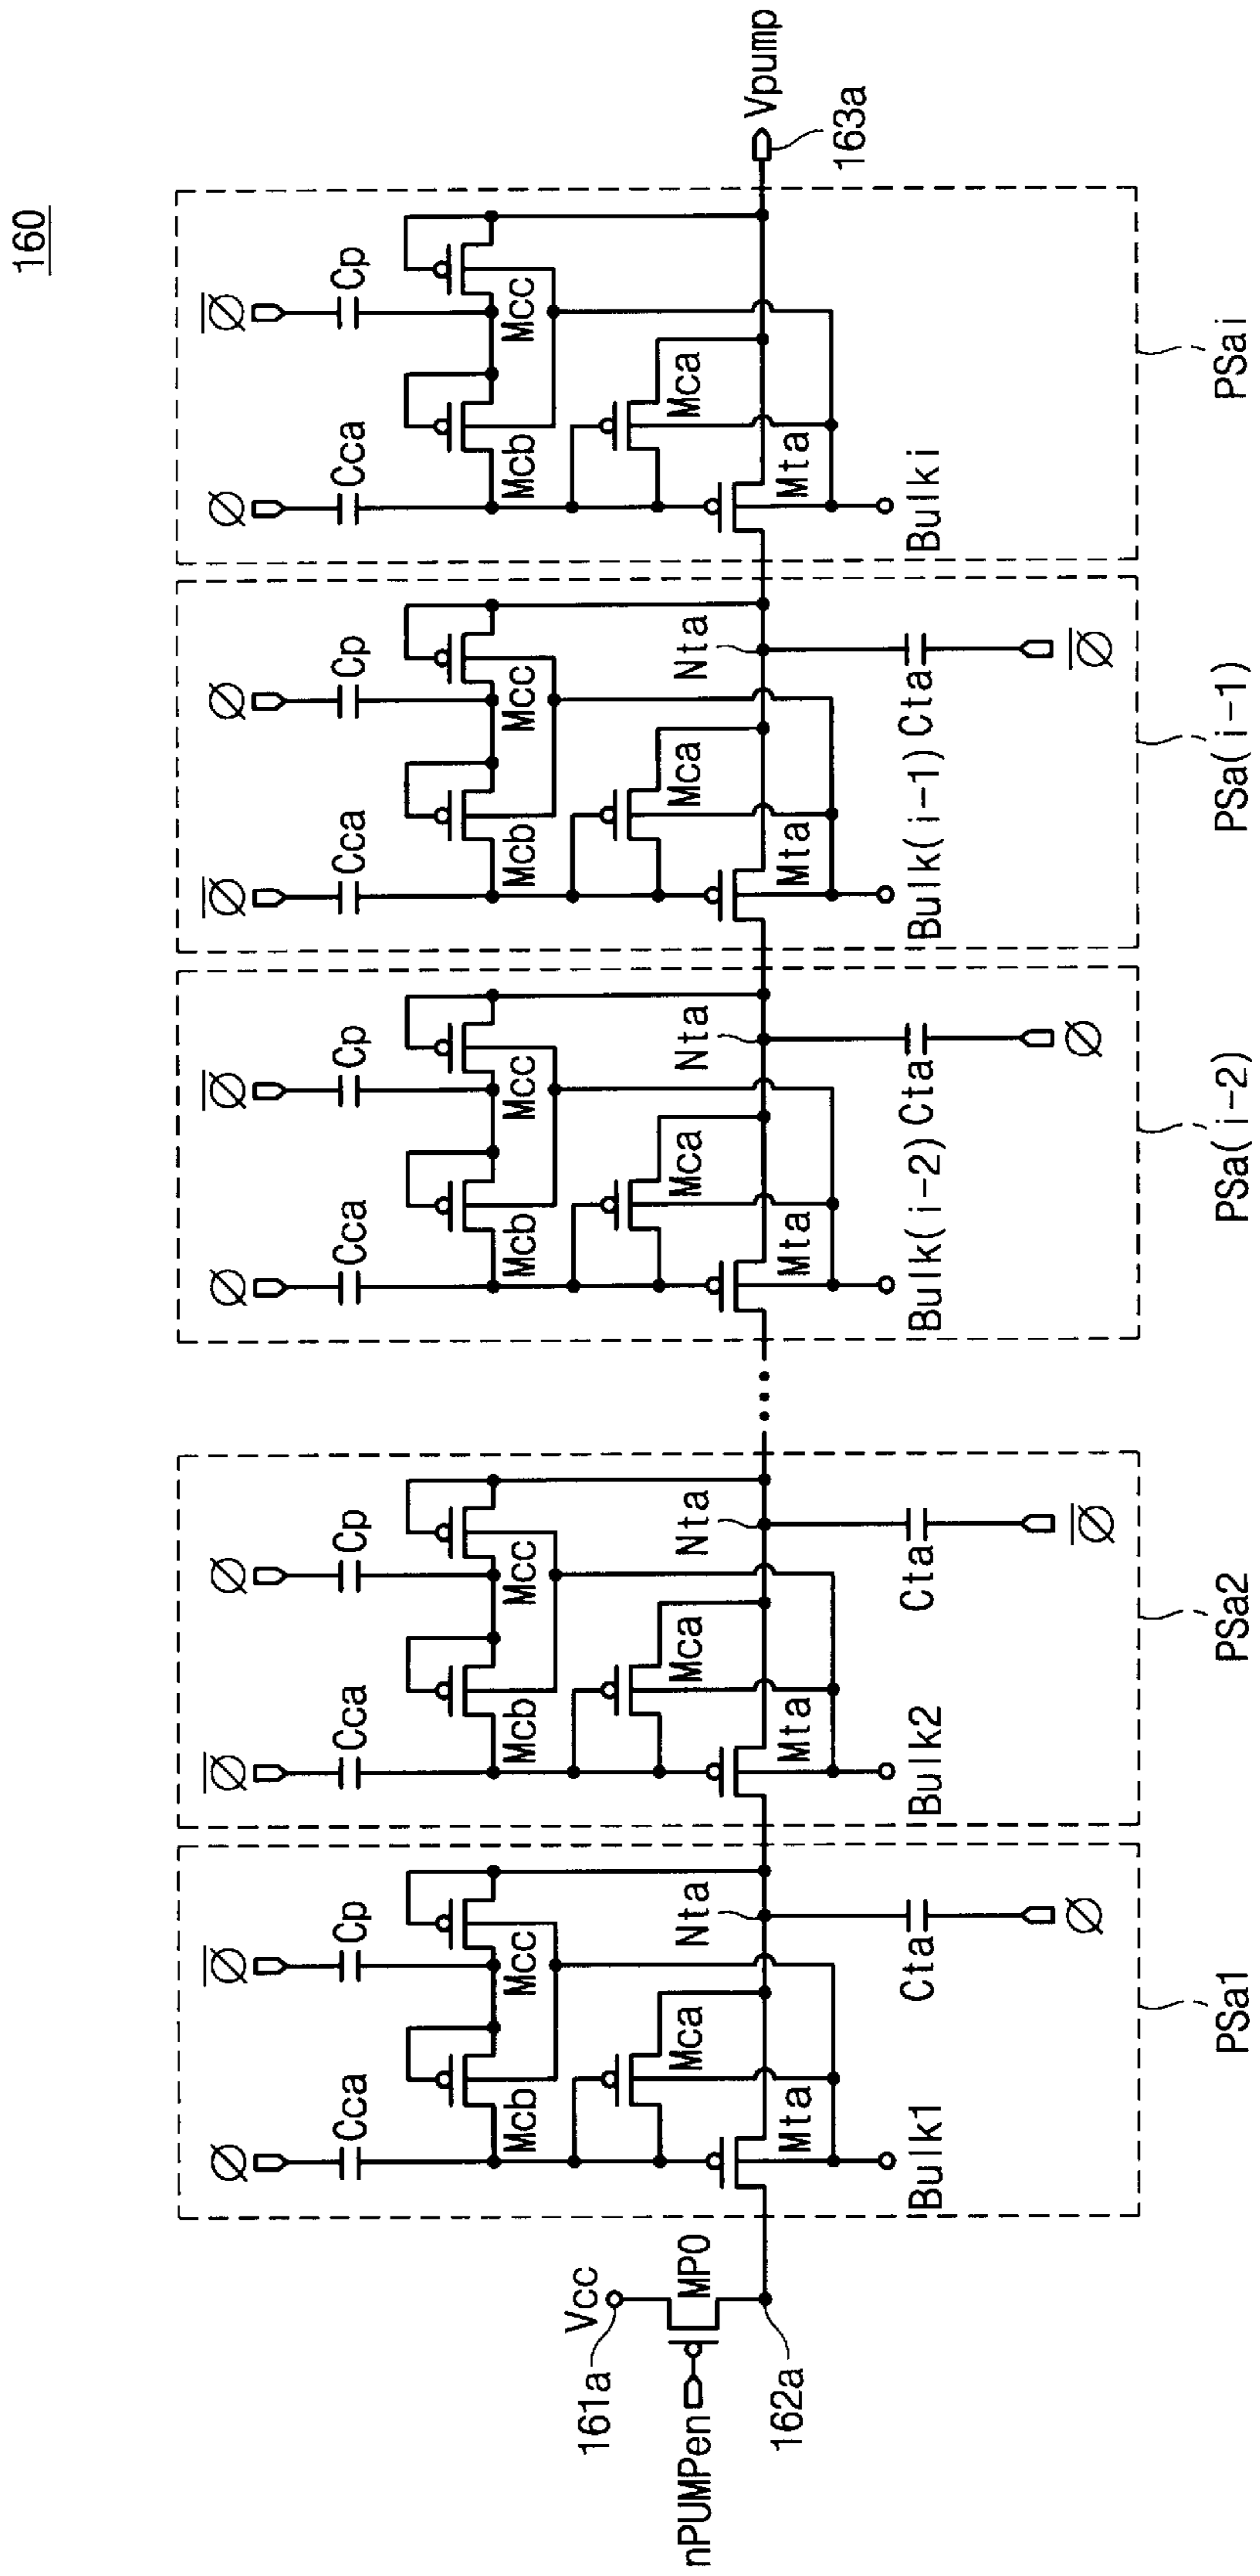 160
Vcc
161a
nPUMPen
MP0
162a
Ø
Cca
Ø̅
Cp
Mcb
Mcc
Mca
Mta
Nta
Bulk1
Cta
Ø
PSa1
Ø̅
Cca
Ø
Cp
Mcb
Mcc
Mca
Mta
Nta
Bulk2
Cta
Ø̅
PSa2
Ø
Cca
Ø̅
Cp
Mcb
Mcc
Mca
Mta
Nta
Bulk(i-2)
Cta
Ø
PSa(i-2)
Ø̅
Cca
Ø
Cp
Mcb
Mcc
Mca
Mta
Nta
Bulk(i-1)
Cta
Ø̅
PSa(i-1)
Ø
Cca
Ø̅
Cp
Mcb
Mcc
Mca
Mta
Bulki
PSai
Vpump
163a